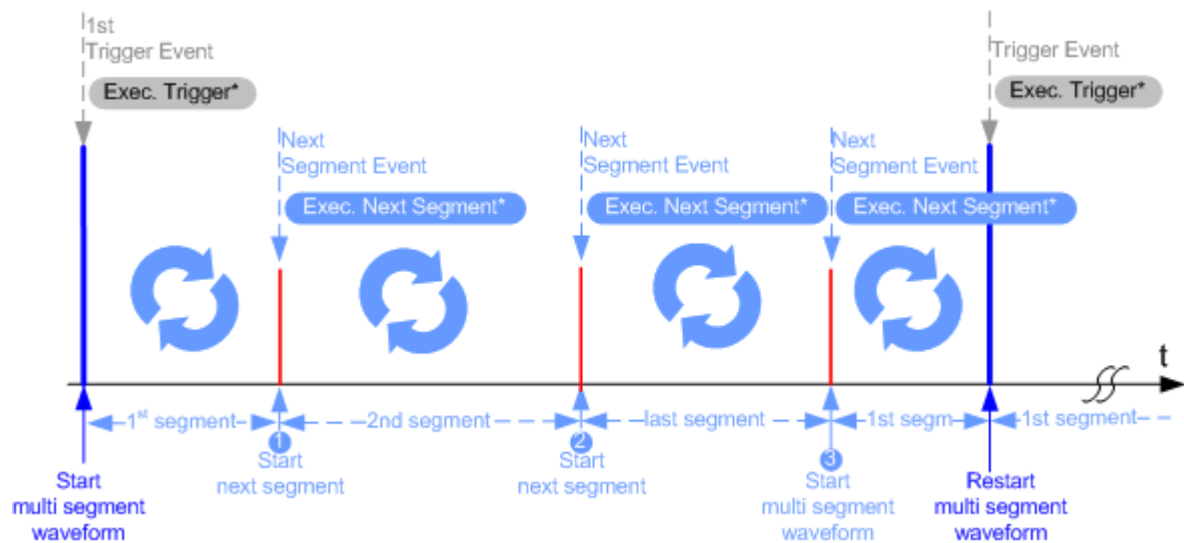 1st
Trigger Event
Exec. Trigger*
Trigger Event
Exec. Trigger*
Next
Segment Event
Exec. Next Segment*
Next
Segment Event
Exec. Next Segment*
Next
Segment Event
Exec. Next Segment*
t
1st segment
2nd segment
last segment
1st segm
1st segment
1
2
3
Start
multi segment
waveform
Start
next segment
Start
next segment
Start
multi segment
waveform
Restart
multi segment
waveform